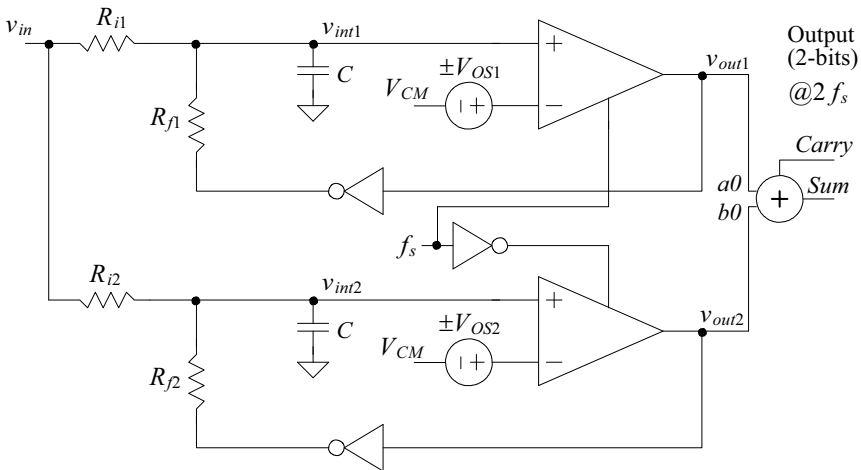 v_in
R_i1
v_int1
C
R_f1
V_CM
±V_OS1
+
−
− +
v_out1
Output
(2-bits)
@2 f_s
Carry
Sum
a0
b0
+
f_s
R_i2
v_int2
C
R_f2
V_CM
±V_OS2
+
−
− +
v_out2